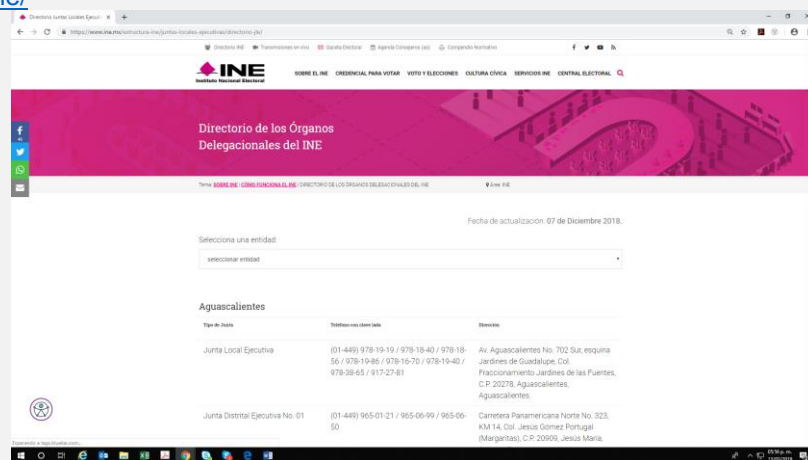 ne/
Directorio Juntas Locales Ejecuti
https://www.ine.mx/estructura-ine/juntas-locales-ejecutivas/directorio-jle/
Directorio INE Transmisiones en vivo Gaceta Electoral Agenda Consejeros (as) Compendio Normativo
INE
Instituto Nacional Electoral
SOBRE EL INE CREDENCIAL PARA VOTAR VOTO Y ELECCIONES CULTURA CÍVICA SERVICIOS INE CENTRAL ELECTORAL
Directorio de los Órganos
Delegacionales del INE
Tema: SOBRE INE | CÓMO FUNCIONA EL INE | DIRECTORIO DE LOS ÓRGANOS DELEGACIONALES DEL INE Área: INE
Fecha de actualización: 07 de Diciembre 2018.
Selecciona una entidad:
seleccionar entidad
Aguascalientes
Tipo de Junta Teléfono con clave lada Dirección
Junta Local Ejecutiva (01-449) 978-19-19 / 978-18-40 / 978-18- Av. Aguascalientes No. 702 Sur, esquina
56 / 978-19-86 / 978-16-70 / 978-19-40 / Jardines de Guadalupe, Col.
978-38-65 / 917-27-81 Fraccionamiento Jardines de las Fuentes,
C.P. 20278, Aguascalientes,
Aguascalientes.
Junta Distrital Ejecutiva No. 01 (01-449) 965-01-21 / 965-06-99 / 965-06- Carretera Panamericana Norte No. 323,
50 KM 14, Col. Jesús Gómez Portugal
(Margaritas), C.P. 20909, Jesús María,
05:56 p. m.